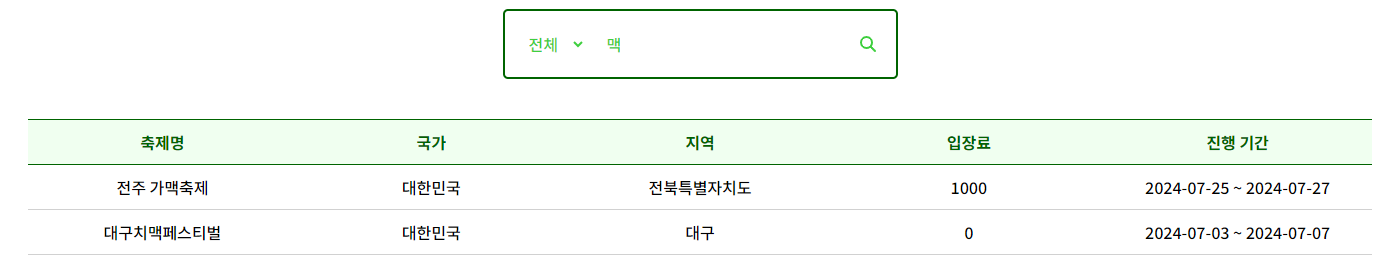 전체 맥
축제명 국가 지역 입장료 진행 기간
전주 가맥축제 대한민국 전북특별자치도 1000 2024-07-25 ~ 2024-07-27
대구치맥페스티벌 대한민국 대구 0 2024-07-03 ~ 2024-07-07